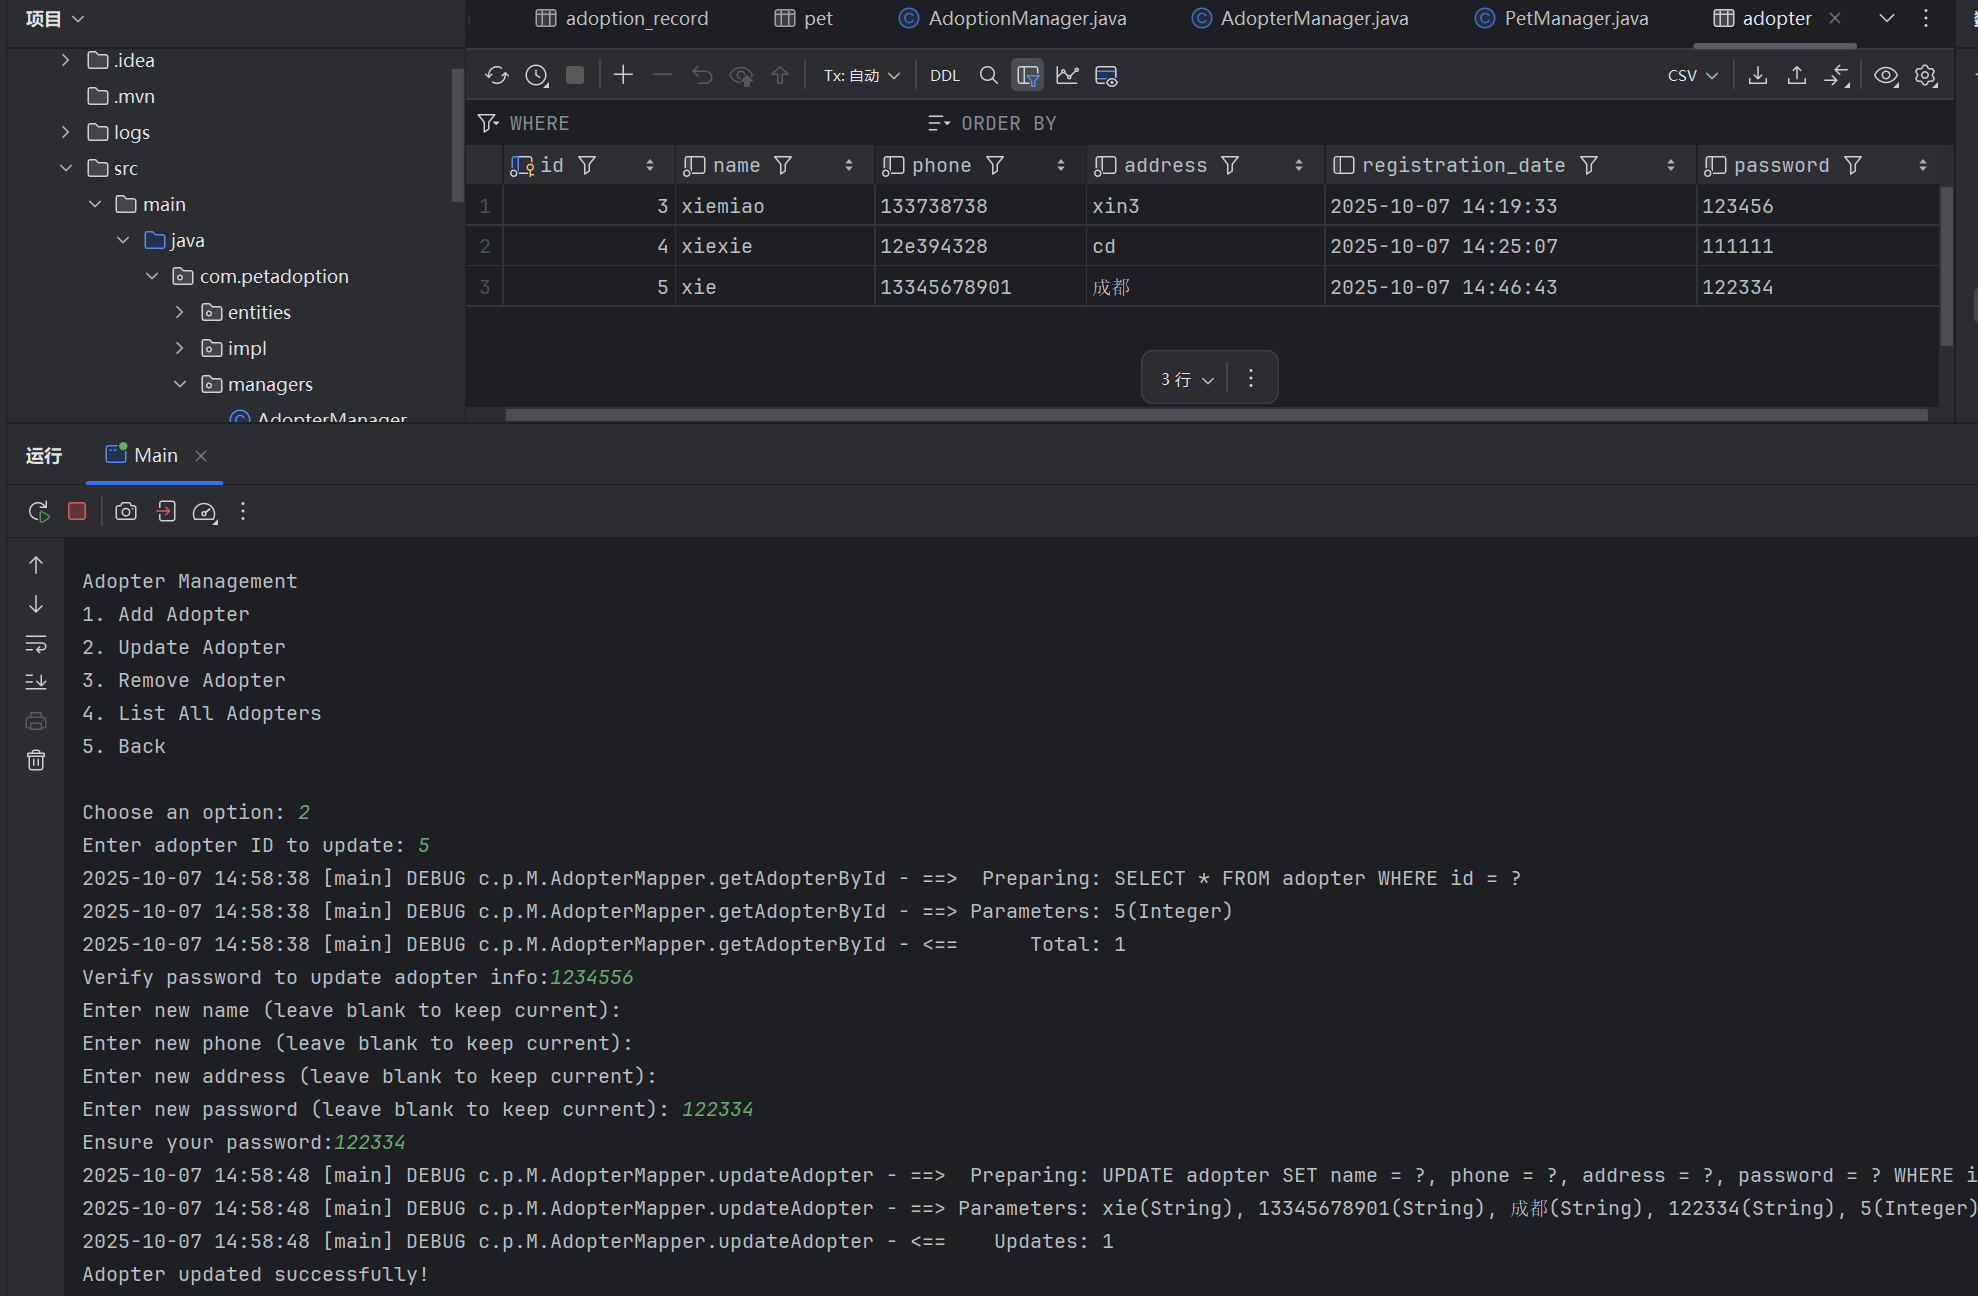 项目
adoption_record pet AdoptionManager.java AdopterManager.java PetManager.java adopter
.idea
.mvn
logs
src
main
java
com.petadoption
entities
impl
managers
AdopterManager
Tx: 自动 DDL CSV
WHERE ORDER BY
id name phone address registration_date password
1 3 xiemiao 133738738 xin3 2025-10-07 14:19:33 123456
2 4 xiexie 12e394328 cd 2025-10-07 14:25:07 111111
3 5 xie 13345678901 成都 2025-10-07 14:46:43 122334
3 行
运行 Main
Adopter Management
1. Add Adopter
2. Update Adopter
3. Remove Adopter
4. List All Adopters
5. Back
Choose an option: 2
Enter adopter ID to update: 5
2025-10-07 14:58:38 [main] DEBUG c.p.M.AdopterMapper.getAdopterById - ==>  Preparing: SELECT * FROM adopter WHERE id = ?
2025-10-07 14:58:38 [main] DEBUG c.p.M.AdopterMapper.getAdopterById - ==> Parameters: 5(Integer)
2025-10-07 14:58:38 [main] DEBUG c.p.M.AdopterMapper.getAdopterById - <==      Total: 1
Verify password to update adopter info:1234556
Enter new name (leave blank to keep current):
Enter new phone (leave blank to keep current):
Enter new address (leave blank to keep current):
Enter new password (leave blank to keep current): 122334
Ensure your password:122334
2025-10-07 14:58:48 [main] DEBUG c.p.M.AdopterMapper.updateAdopter - ==>  Preparing: UPDATE adopter SET name = ?, phone = ?, address = ?, password = ? WHERE i
2025-10-07 14:58:48 [main] DEBUG c.p.M.AdopterMapper.updateAdopter - ==> Parameters: xie(String), 13345678901(String), 成都(String), 122334(String), 5(Integer)
2025-10-07 14:58:48 [main] DEBUG c.p.M.AdopterMapper.updateAdopter - <==    Updates: 1
Adopter updated successfully!